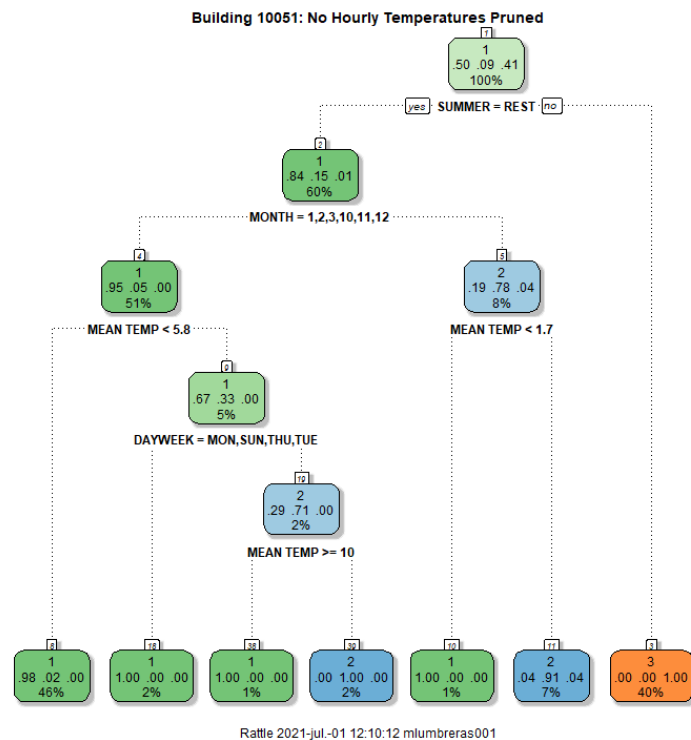 Building 10051: No Hourly Temperatures Pruned
1
1
.50 .09 .41
100%
yes SUMMER = REST no
2
1
.84 .15 .01
60%
MONTH = 1,2,3,10,11,12
4
1
.95 .05 .00
51%
5
2
.19 .78 .04
8%
MEAN TEMP < 5.8
MEAN TEMP < 1.7
9
1
.67 .33 .00
5%
DAYWEEK = MON,SUN,THU,TUE
19
2
.29 .71 .00
2%
MEAN TEMP >= 10
8
1
.98 .02 .00
46%
18
1
1.00 .00 .00
2%
38
1
1.00 .00 .00
1%
39
2
.00 1.00 .00
2%
10
1
1.00 .00 .00
1%
11
2
.04 .91 .04
7%
3
3
.00 .00 1.00
40%
Rattle 2021-jul.-01 12:10:12 mlumbreras001